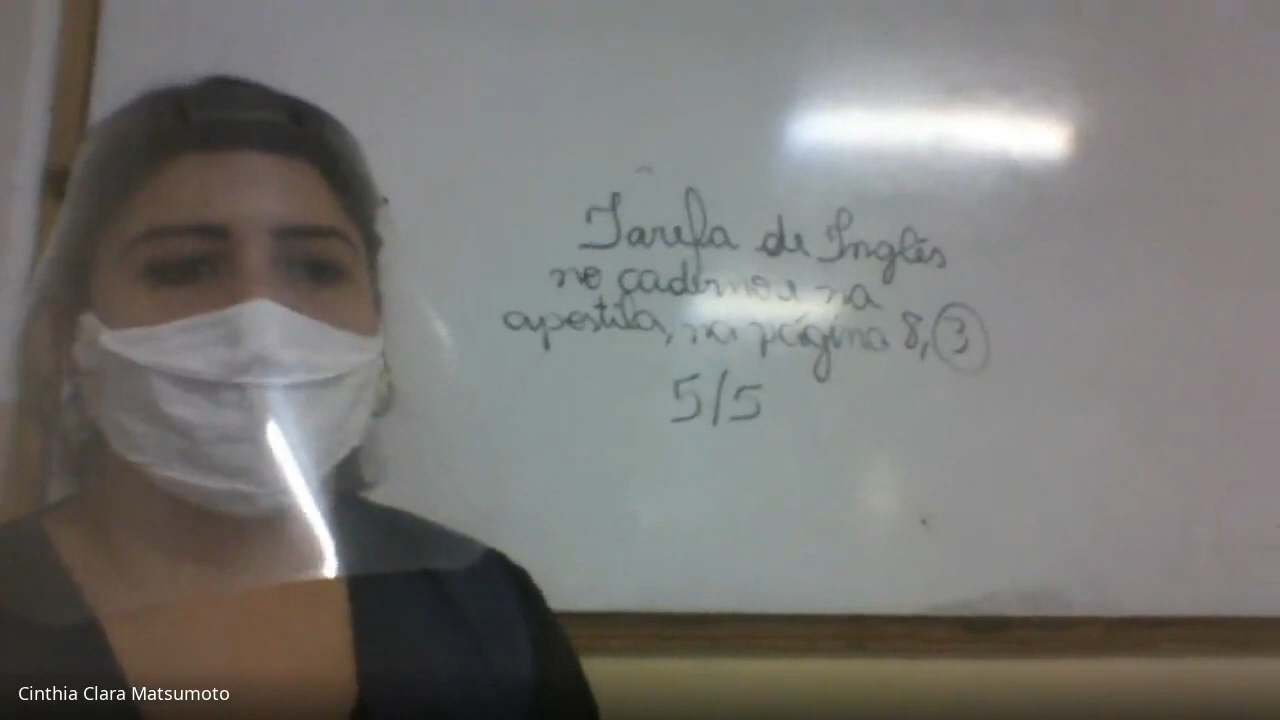 Tarefa de Inglês
no caderno e na
apostila, na página 8, 3
5/5
Cinthia Clara Matsumoto